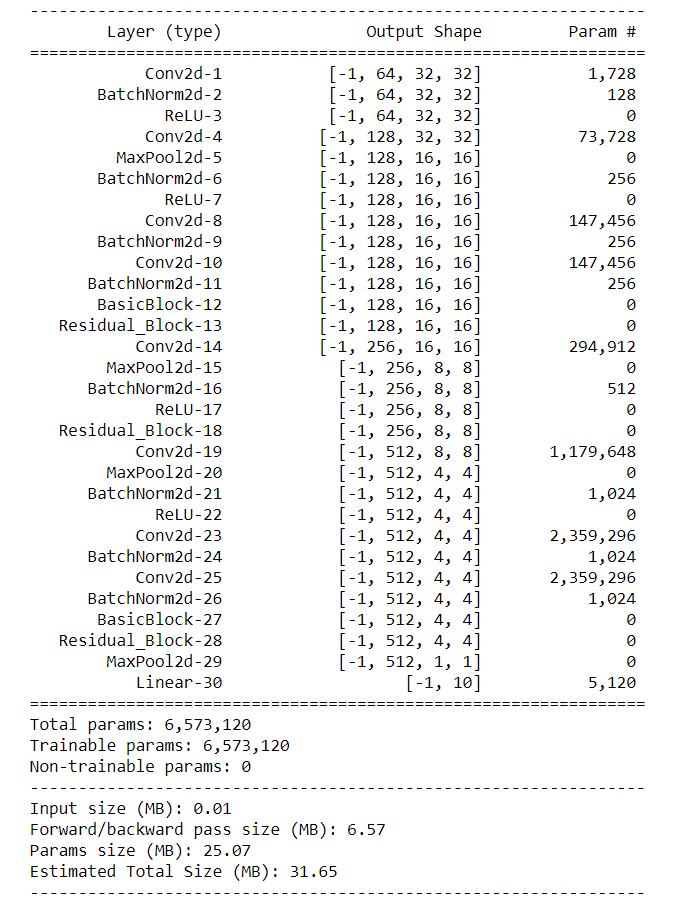 ----------------------------------------------------------------
Layer (type) Output Shape Param #
================================================================
Conv2d-1 [-1, 64, 32, 32] 1,728
BatchNorm2d-2 [-1, 64, 32, 32] 128
ReLU-3 [-1, 64, 32, 32] 0
Conv2d-4 [-1, 128, 32, 32] 73,728
MaxPool2d-5 [-1, 128, 16, 16] 0
BatchNorm2d-6 [-1, 128, 16, 16] 256
ReLU-7 [-1, 128, 16, 16] 0
Conv2d-8 [-1, 128, 16, 16] 147,456
BatchNorm2d-9 [-1, 128, 16, 16] 256
Conv2d-10 [-1, 128, 16, 16] 147,456
BatchNorm2d-11 [-1, 128, 16, 16] 256
BasicBlock-12 [-1, 128, 16, 16] 0
Residual_Block-13 [-1, 128, 16, 16] 0
Conv2d-14 [-1, 256, 16, 16] 294,912
MaxPool2d-15 [-1, 256, 8, 8] 0
BatchNorm2d-16 [-1, 256, 8, 8] 512
ReLU-17 [-1, 256, 8, 8] 0
Residual_Block-18 [-1, 256, 8, 8] 0
Conv2d-19 [-1, 512, 8, 8] 1,179,648
MaxPool2d-20 [-1, 512, 4, 4] 0
BatchNorm2d-21 [-1, 512, 4, 4] 1,024
ReLU-22 [-1, 512, 4, 4] 0
Conv2d-23 [-1, 512, 4, 4] 2,359,296
BatchNorm2d-24 [-1, 512, 4, 4] 1,024
Conv2d-25 [-1, 512, 4, 4] 2,359,296
BatchNorm2d-26 [-1, 512, 4, 4] 1,024
BasicBlock-27 [-1, 512, 4, 4] 0
Residual_Block-28 [-1, 512, 4, 4] 0
MaxPool2d-29 [-1, 512, 1, 1] 0
Linear-30 [-1, 10] 5,120
================================================================
Total params: 6,573,120
Trainable params: 6,573,120
Non-trainable params: 0
----------------------------------------------------------------
Input size (MB): 0.01
Forward/backward pass size (MB): 6.57
Params size (MB): 25.07
Estimated Total Size (MB): 31.65
----------------------------------------------------------------